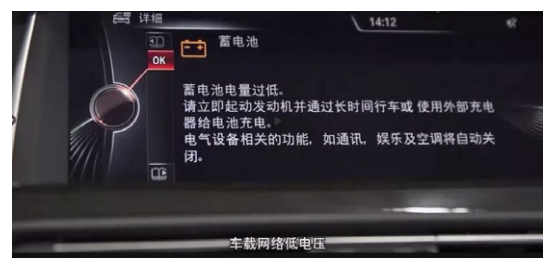 详细
14:12
蓄电池
OK
蓄电池电量过低。
请立即起动发动机并通过长时间行车或 使用外部充电
器给电池充电。
电气设备相关的功能，如通讯，娱乐及空调将自动关
闭。
车载网络低电压